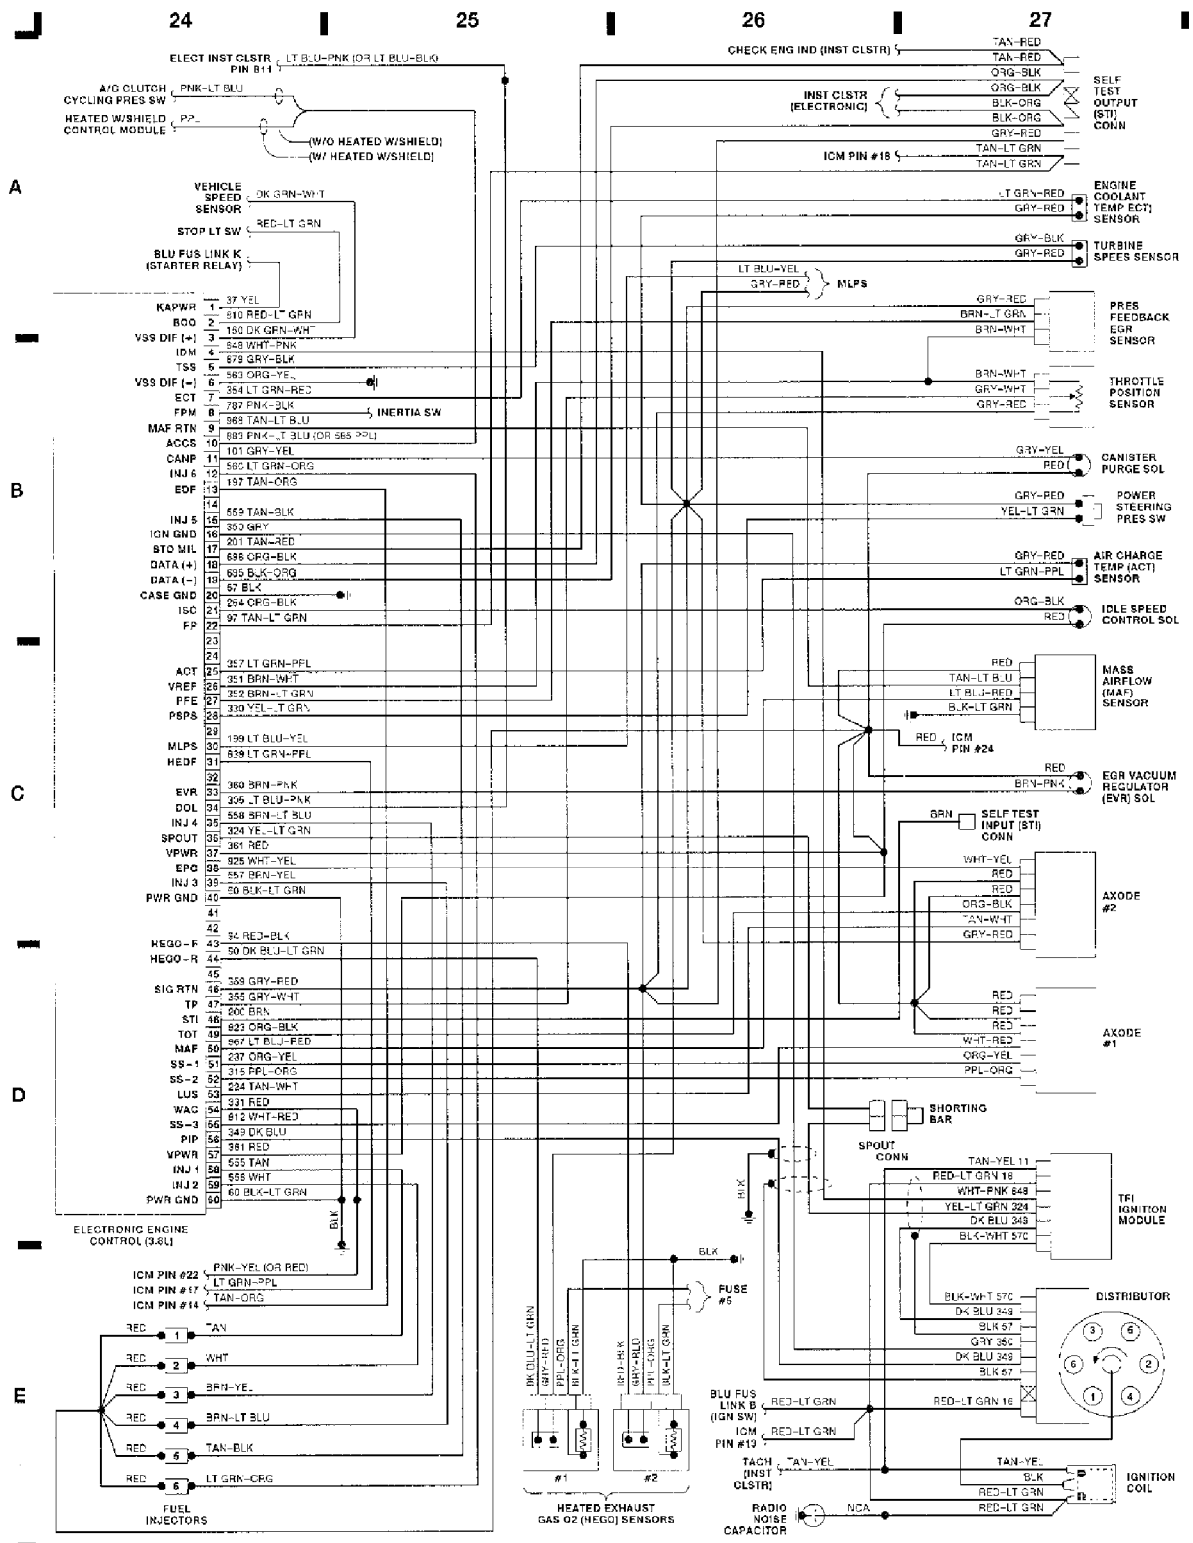 24 25 26 27
ELECT INST CLSTR
PIN B11
LT BLU-PNK (OR LT BLU-BLK)
A/C CLUTCH
CYCLING PRES SW
PNK-LT BLU
HEATED W/SHIELD
CONTROL MODULE
PPL
(W/O HEATED W/SHIELD)
(W/ HEATED W/SHIELD)
CHECK ENG IND (INST CLSTR)
TAN-RED
TAN-RED
ORG-BLK
ORG-BLK
BLK-ORG
BLK-ORG
GRY-RED
TAN-LT GRN
TAN-LT GRN
INST CLSTR
(ELECTRONIC)
ICM PIN #18
SELF
TEST
OUTPUT
(STI)
CONN
A
VEHICLE
SPEED
SENSOR
DK GRN-WHT
STOP LT SW
RED-LT GRN
BLU FUS LINK K
(STARTER RELAY)
LT GRN-RED
GRY-RED
ENGINE
COOLANT
TEMP ECT)
SENSOR
GRY-BLK
GRY-RED
TURBINE
SPEES SENSOR
LT BLU-YEL
GRY-RED
MLPS
KAPWR 1 37 YEL
BOO 2 810 RED-LT GRN
VSS DIF (+) 3 150 DK GRN-WHT
IDM 4 648 WHT-PNK
TSS 5 679 GRY-BLK
VSS DIF (-) 6 563 ORG-YEL
ECT 7 354 LT GRN-RED
FPM 8 787 PNK-BLK
INERTIA SW
MAF RTN 9 968 TAN-LT BLU
ACCS 10 883 PNK-LT BLU (OR 585 PPL)
CANP 11 101 GRY-YEL
INJ 6 12 560 LT GRN-ORG
EDF 13 197 TAN-ORG
14
INJ 5 15 559 TAN-BLK
IGN GND 16 350 GRY
STO MIL 17 201 TAN-RED
DATA (+) 18 696 ORG-BLK
DATA (-) 19 695 BLK-ORG
CASE GND 20 57 BLK
ISC 21 264 ORG-BLK
FP 22 97 TAN-LT GRN
23
24
ACT 25 357 LT GRN-PPL
VREF 26 351 BRN-WHT
PFE 27 352 BRN-LT GRN
PSPS 28 330 YEL-LT GRN
29
MLPS 30 199 LT BLU-YEL
HEDF 31 639 LT GRN-PPL
32
EVR 33 360 BRN-PNK
DOL 34 305 LT BLU-PNK
INJ 4 35 558 BRN-LT BLU
SPOUT 36 324 YEL-LT GRN
VPWR 37 361 RED
EPC 38 925 WHT-YEL
INJ 3 39 557 BRN-YEL
PWR GND 40 60 BLK-LT GRN
41
42
HEGO-F 43 94 RED-BLK
HEGO-R 44 90 DK BLU-LT GRN
45
SIG RTN 46 359 GRY-RED
TP 47 355 GRY-WHT
STI 48 200 BRN
TOT 49 923 ORG-BLK
MAF 50 967 LT BLU-RED
SS-1 51 237 ORG-YEL
SS-2 52 315 PPL-ORG
LUS 53 224 TAN-WHT
WAC 54 331 RED
SS-3 55 912 WHT-RED
PIP 56 349 DK BLU
VPWR 57 361 RED
INJ 1 58 555 TAN
INJ 2 59 556 WHT
PWR GND 60 60 BLK-LT GRN
BLK
ELECTRONIC ENGINE
CONTROL (3.8L)
B
C
D
E
GRY-RED
BRN-LT GRN
BRN-WHT
PRES
FEEDBACK
EGR
SENSOR
BRN-WHT
GRY-WHT
GRY-RED
THROTTLE
POSITION
SENSOR
GRY-YEL
RED
CANISTER
PURGE SOL
GRY-RED
YEL-LT GRN
POWER
STEERING
PRES SW
GRY-RED
LT GRN-PPL
AIR CHARGE
TEMP (ACT)
SENSOR
ORG-BLK
RED
IDLE SPEED
CONTROL SOL
RED
TAN-LT BLU
LT BLU-RED
BLK-LT GRN
MASS
AIRFLOW
(MAF)
SENSOR
RED
ICM
PIN #24
RED
BRN-PNK
EGR VACUUM
REGULATOR
(EVR) SOL
BRN
SELF TEST
INPUT (STI)
CONN
WHT-YEL
RED
RED
ORG-BLK
TAN-WHT
GRY-RED
AXODE
#2
RED
RED
RED
WHT-RED
ORG-YEL
PPL-ORG
AXODE
#1
SHORTING
BAR
SPOUT
CONN
BLK
TAN-YEL 11
RED-LT GRN 16
WHT-PNK 648
YEL-LT GRN 324
DK BLU 349
BLK-WHT 570
TFI
IGNITION
MODULE
ICM PIN #22 PNK-YEL (OR RED)
ICM PIN #17 LT GRN-PPL
ICM PIN #14 TAN-ORG
RED 1 TAN
RED 2 WHT
RED 3 BRN-YEL
RED 4 BRN-LT BLU
RED 5 TAN-BLK
RED 6 LT GRN-ORG
FUEL
INJECTORS
BLK
FUSE
#6
DK BLU-LT GRN
GRY-RED
PPL-ORG
BLK-LT GRN
RED-BLK
GRY-RED
PPL-ORG
BLK-LT GRN
#1 #2
HEATED EXHAUST
GAS O2 (HEGO) SENSORS
BLK-WHT 570
DK BLU 349
BLK 57
GRY 350
DK BLU 349
BLK 57
RED-LT GRN 16
DISTRIBUTOR
3 5
6 2
1 4
BLU FUS
LINK B
(IGN SW)
RED-LT GRN
ICM
PIN #13
RED-LT GRN
TACH
(INST
CLSTR)
TAN-YEL
TAN-YEL
BLK
RED-LT GRN
RED-LT GRN
IGNITION
COIL
RADIO
NOISE
CAPACITOR
NCA